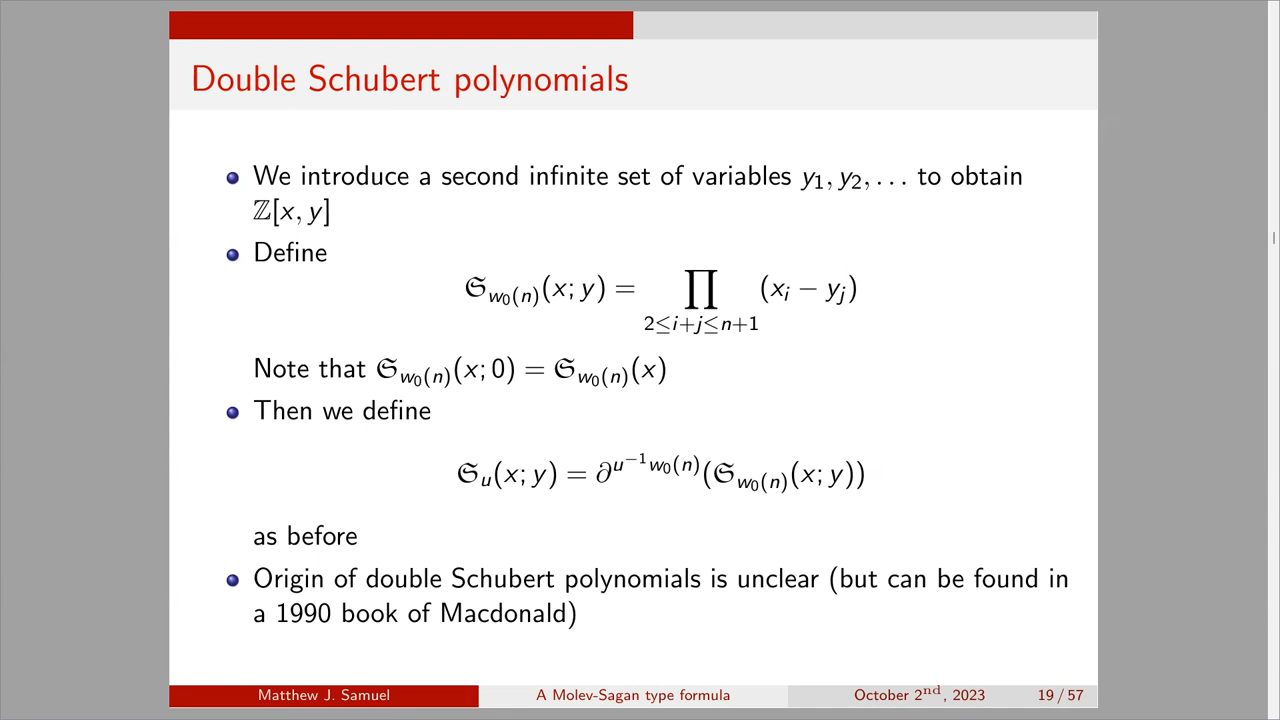 Double Schubert polynomials
We introduce a second infinite set of variables y₁, y₂, . . . to obtain
ℤ[x, y]
Define
𝔖_{w₀(n)}(x; y) = ∏_{2≤i+j≤n+1} (x_i − y_j)
Note that 𝔖_{w₀(n)}(x; 0) = 𝔖_{w₀(n)}(x)
Then we define
𝔖_u(x; y) = ∂^{u⁻¹w₀(n)}(𝔖_{w₀(n)}(x; y))
as before
Origin of double Schubert polynomials is unclear (but can be found in
a 1990 book of Macdonald)
Matthew J. Samuel A Molev-Sagan type formula October 2nd, 2023 19 / 57